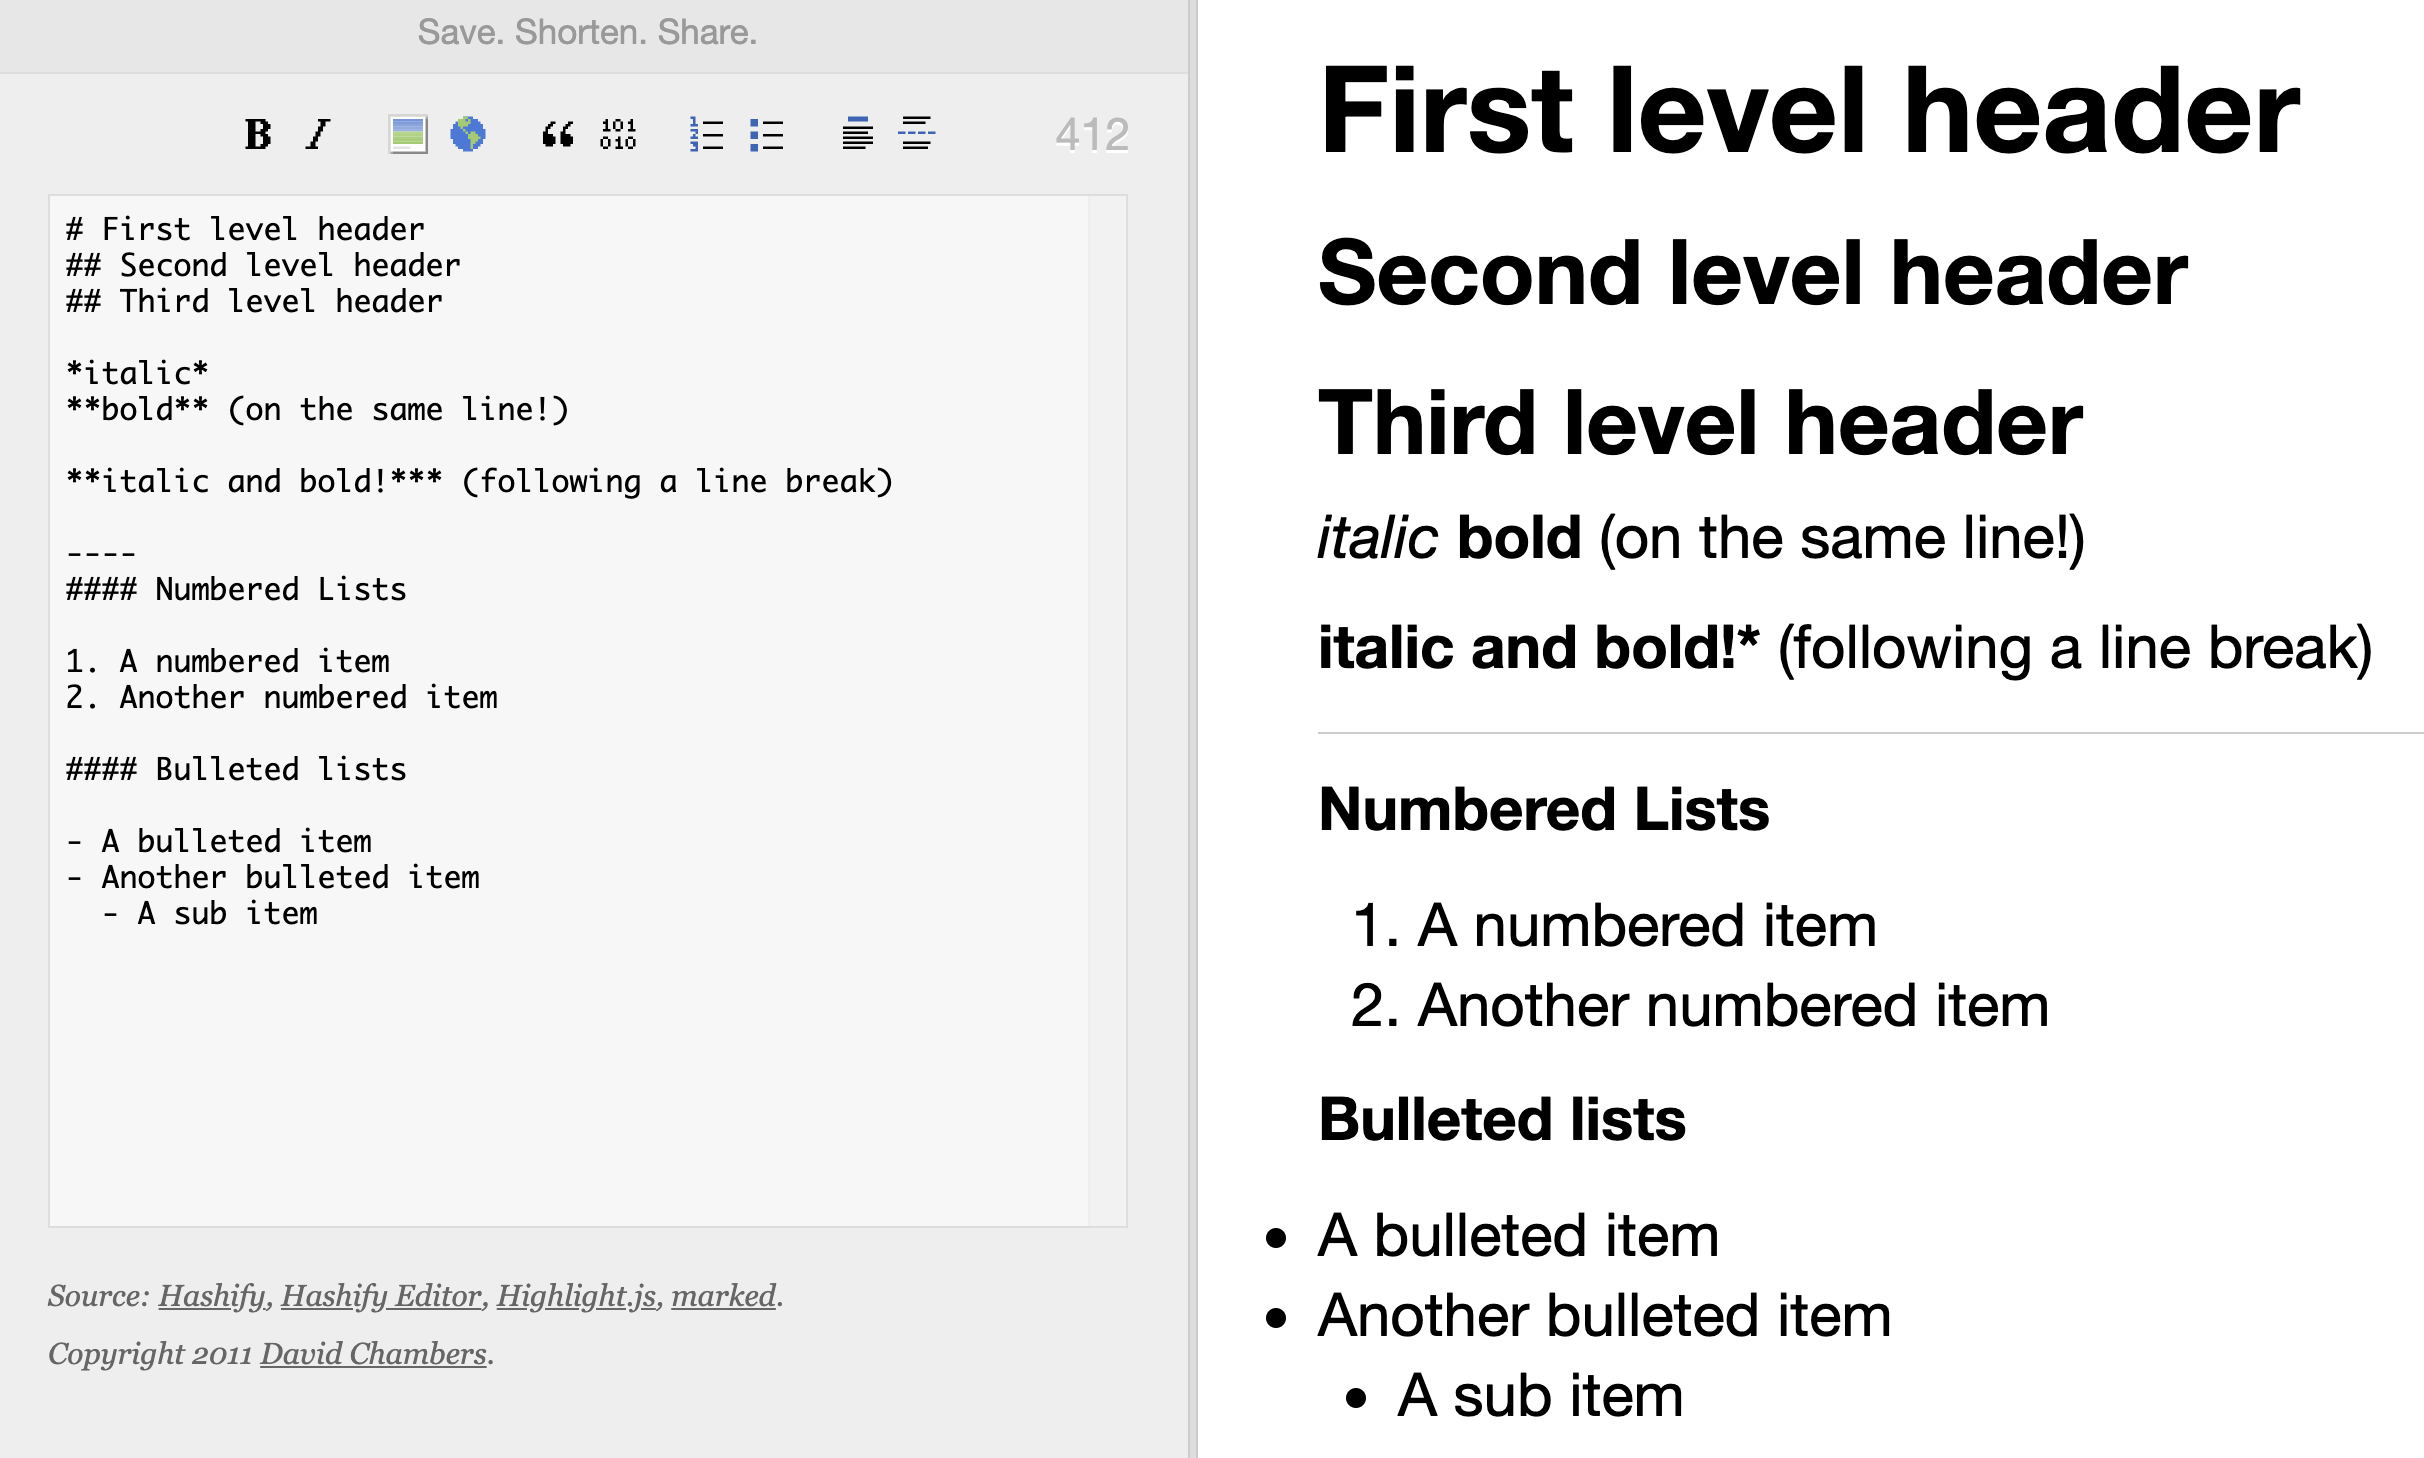 Save. Shorten. Share.
B I 101 010 412
# First level header
## Second level header
## Third level header
*italic*
**bold** (on the same line!)
**italic and bold!*** (following a line break)
----
#### Numbered Lists
1. A numbered item
2. Another numbered item
#### Bulleted lists
- A bulleted item
- Another bulleted item
  - A sub item
Source: Hashify, Hashify Editor, Highlight.js, marked.
Copyright 2011 David Chambers.
First level header
Second level header
Third level header
italic bold (on the same line!)
italic and bold!* (following a line break)
Numbered Lists
1. A numbered item
2. Another numbered item
Bulleted lists
• A bulleted item
• Another bulleted item
• A sub item